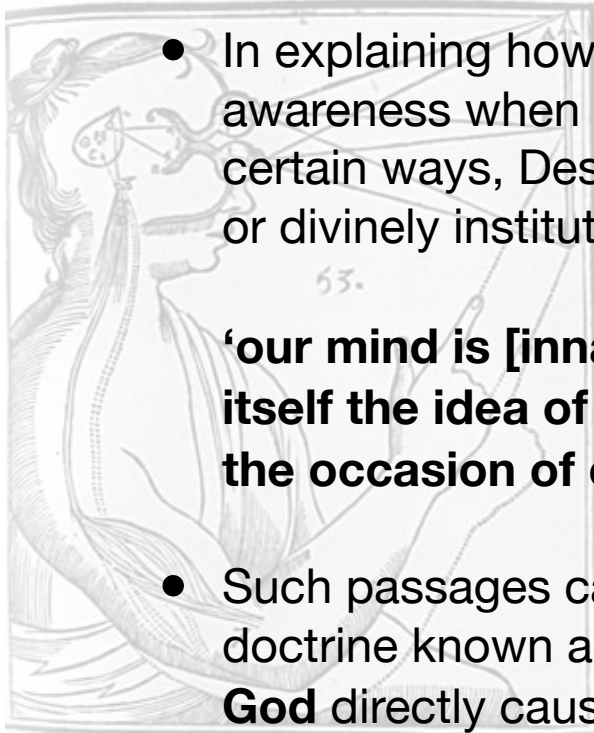 In explaining how
awareness when
certain ways, Des
or divinely institut
53.
‘our mind is [inna
itself the idea of
the occasion of
Such passages ca
doctrine known a
God directly caus